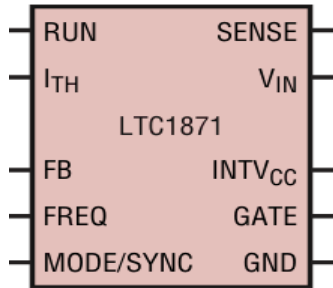 RUN SENSE
ITH VIN
LTC1871
FB INTVCC
FREQ GATE
MODE/SYNC GND